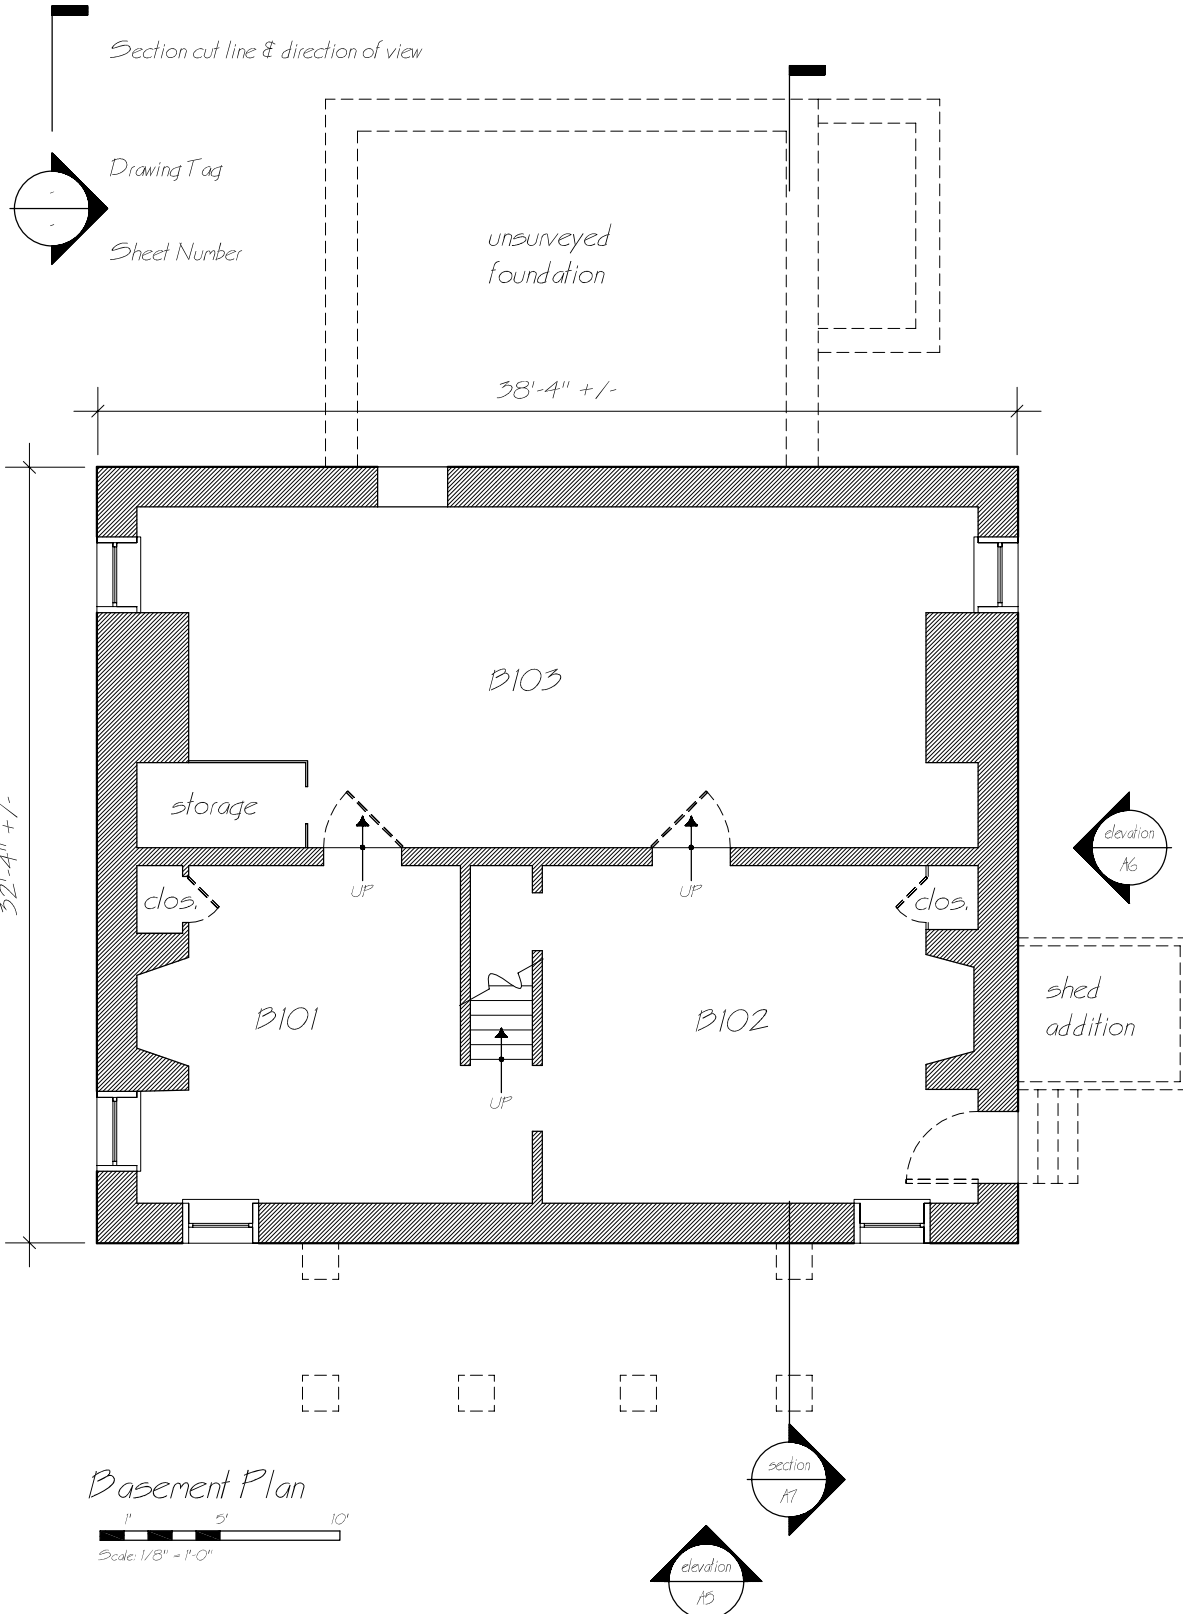 Section cut line & direction of view
Drawing Tag
-
-
Sheet Number
unsurveyed
foundation
38'-4" +/-
32'-4" +/-
B103
storage
UP
UP
clos.
clos.
elevation
A6
B101
B102
shed
addition
UP
section
A7
Basement Plan
1'
5'
10'
Scale: 1/8" = 1'-0"
elevation
A5